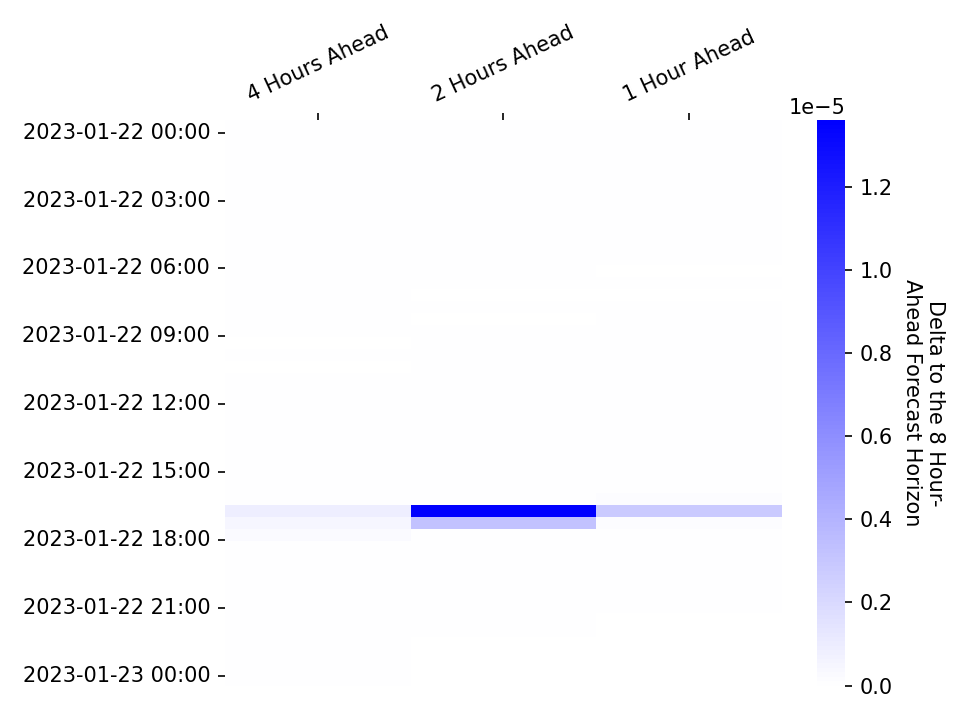 4 Hours Ahead
2 Hours Ahead
1 Hour Ahead
1e−5
2023-01-22 00:00
2023-01-22 03:00
2023-01-22 06:00
2023-01-22 09:00
2023-01-22 12:00
2023-01-22 15:00
2023-01-22 18:00
2023-01-22 21:00
2023-01-23 00:00
1.2
1.0
0.8
0.6
0.4
0.2
0.0
Delta to the 8 Hour-
Ahead Forecast Horizon